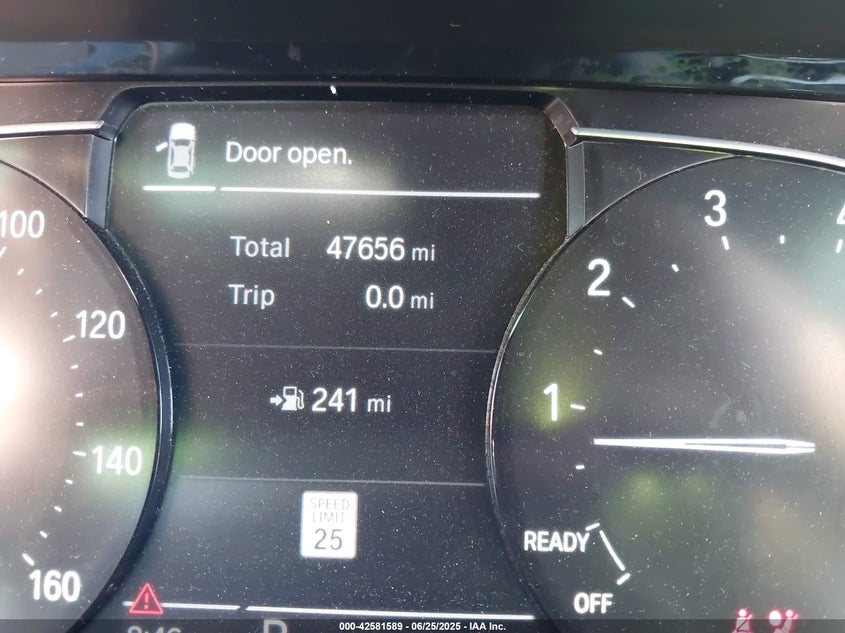 Door open.
Total 47656 mi
Trip 0.0 mi
241 mi
SPEED
LIMIT
25
100
120
140
160
1
2
3
4
READY
OFF
000-42581589 - 06/25/2025 - IAA Inc.